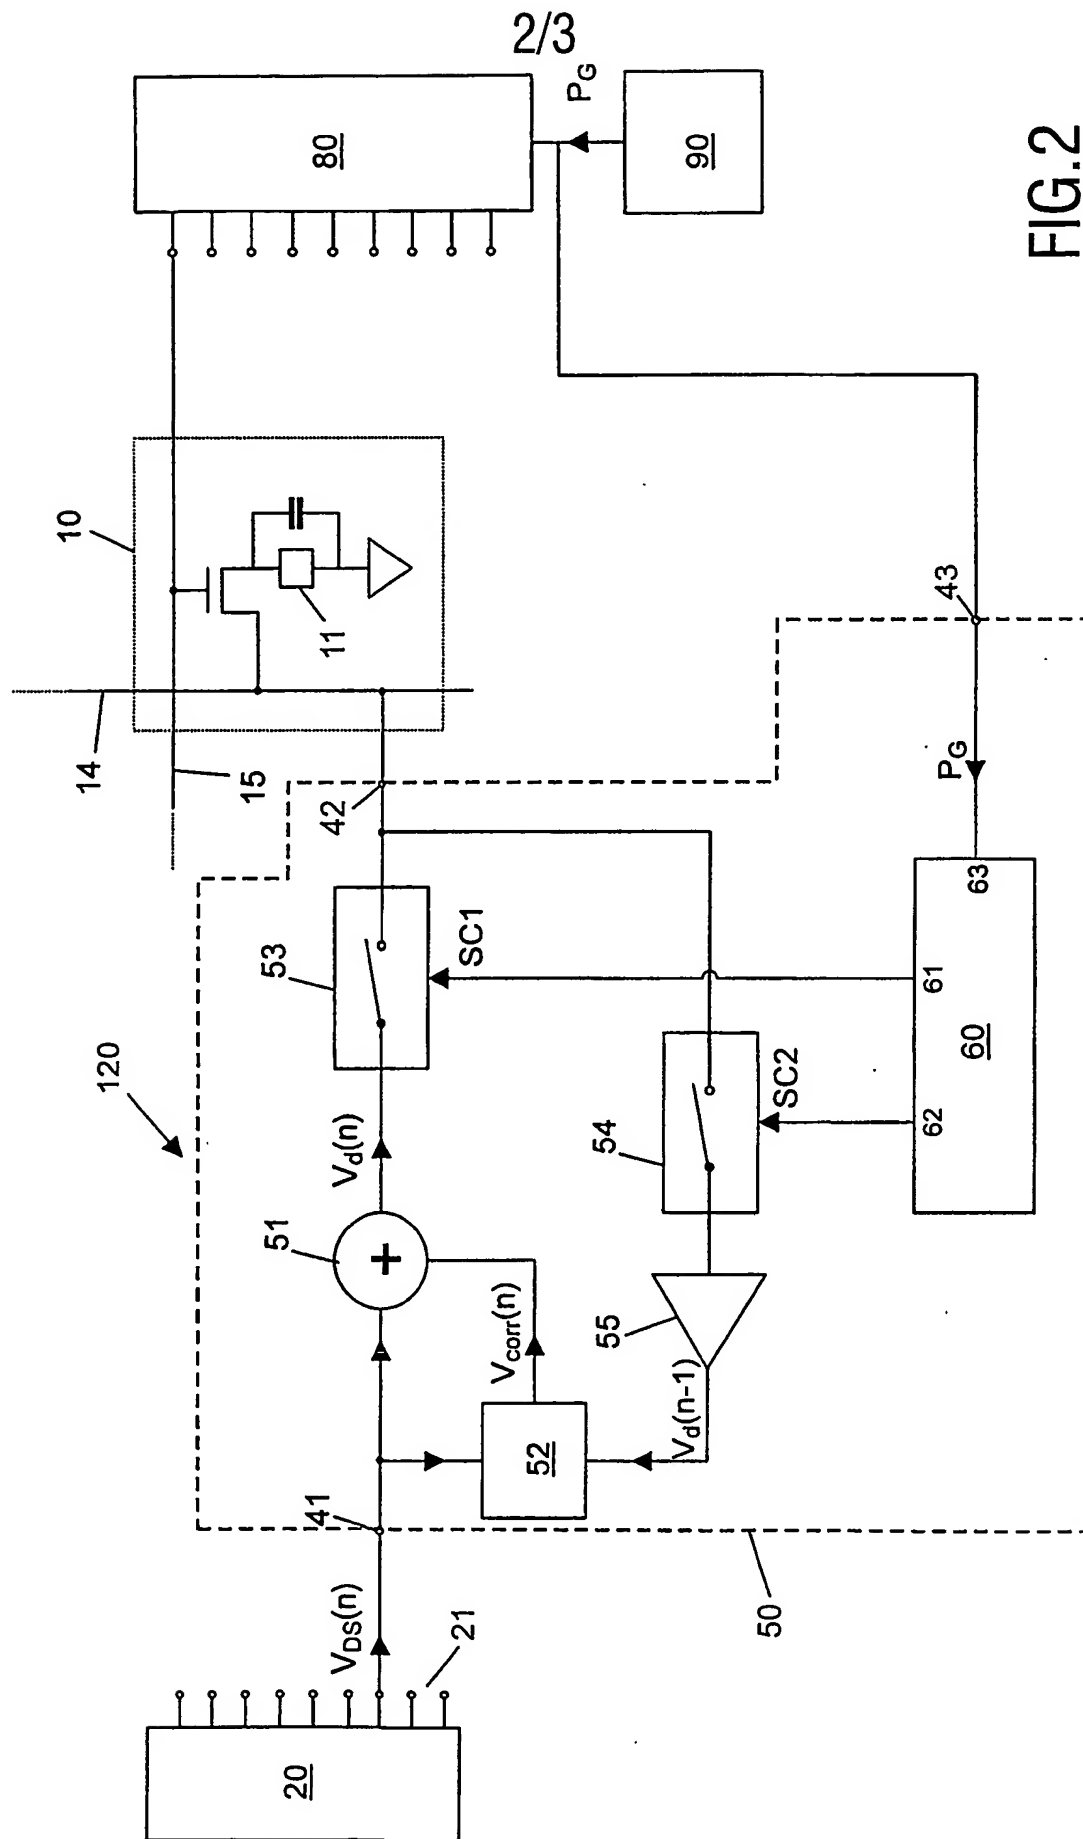 2/3
FIG.2
20
21
V_DS(n)
41
50
52
V_corr(n)
V_d(n-1)
55
51
V_d(n)
120
53
SC1
54
SC2
62
61
60
63
P_G
43
42
14
15
10
11
80
P_G
90